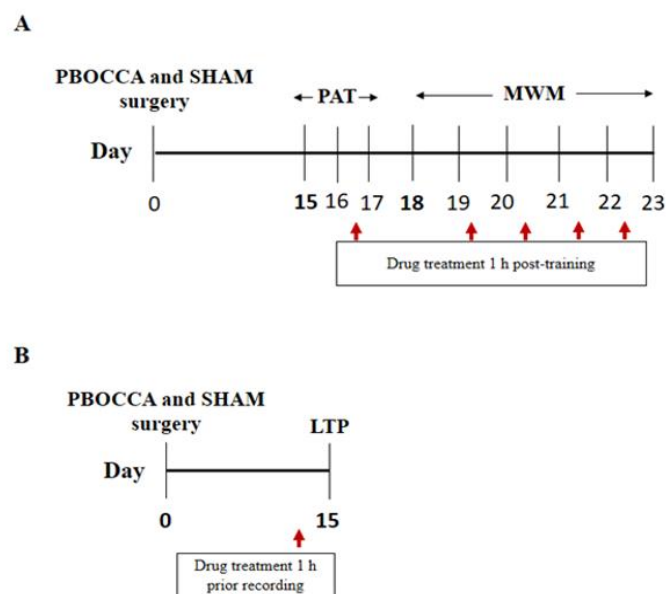 A
PBOCCA and SHAM
surgery
PAT
MWM
Day
0 15 16 17 18 19 20 21 22 23
Drug treatment 1 h post-training
B
PBOCCA and SHAM
surgery
LTP
Day
0 15
Drug treatment 1 h
prior recording